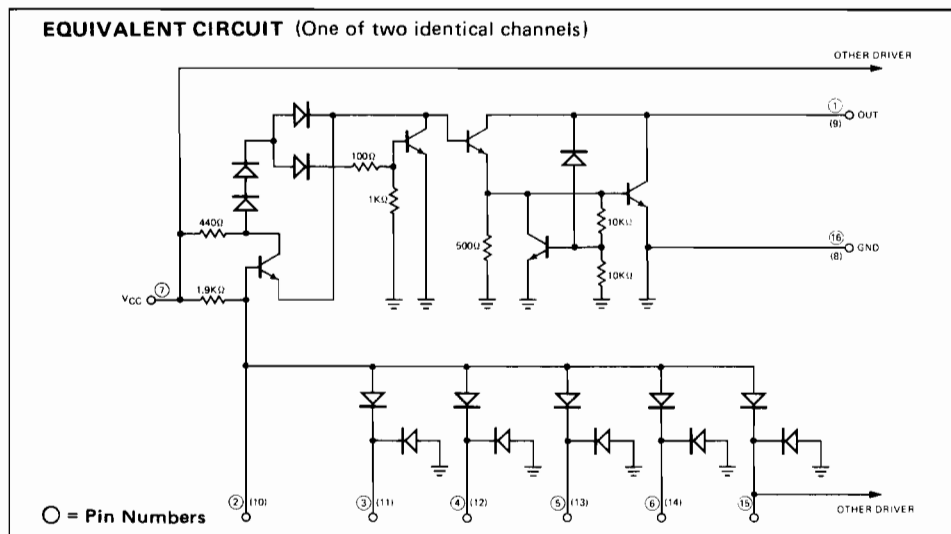 EQUIVALENT CIRCUIT (One of two identical channels)
OTHER DRIVER
1 OUT
(9)
100Ω
1KΩ
10KΩ
16 GND
(8)
440Ω
500Ω
10KΩ
VCC 7
1.9KΩ
2 (10)
3 (11)
4 (12)
5 (13)
6 (14)
15
OTHER DRIVER
O = Pin Numbers